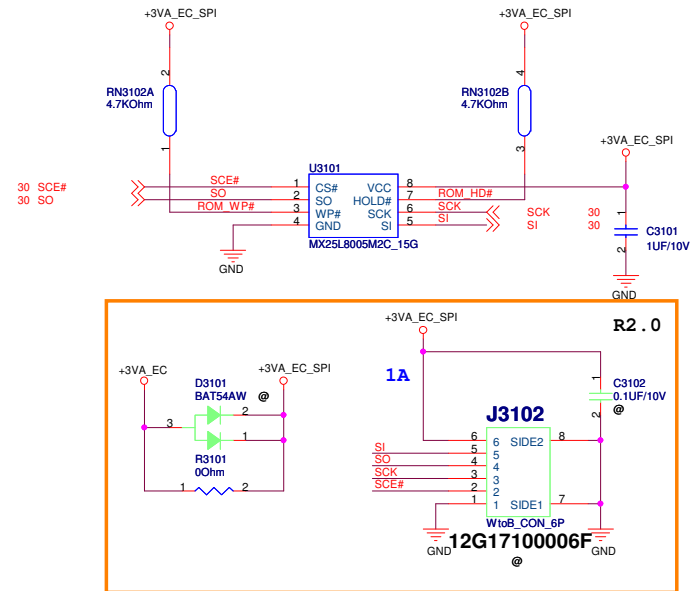 +3VA_EC_SPI
+3VA_EC_SPI
2
4
RN3102A
4.7KOhm
RN3102B
4.7KOhm
1
3
+3VA_EC_SPI
U3101
30 SCE#
30 SO
SCE#
SO
ROM_WP#
1
2
3
4
CS#
SO
WP#
GND
VCC
HOLD#
SCK
SI
8
7
6
5
ROM_HD#
SCK
SI
SCK 30
SI 30
MX25L8005M2C_15G
1
2
C3101
1UF/10V
GND
GND
R2.0
+3VA_EC_SPI
+3VA_EC
+3VA_EC_SPI
1A
D3101
BAT54AW @
3
2
1
R3101
0Ohm
1 2
1
2
C3102
0.1UF/10V
@
J3102
SI
SO
SCK
SCE#
6
5
4
3
2
1
6
5
4
3
2
1
SIDE2
SIDE1
8
7
WtoB_CON_6P
12G17100006F
GND
GND
@